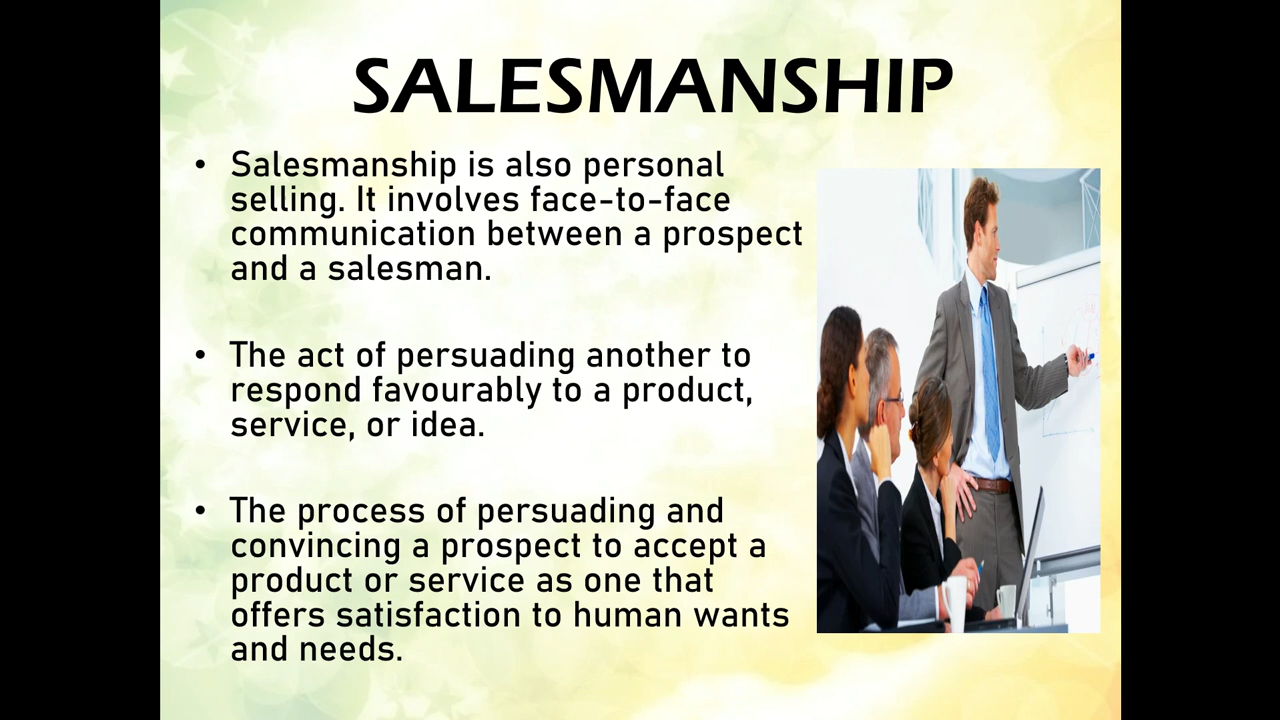 SALESMANSHIP
• Salesmanship is also personal
selling. It involves face-to-face
communication between a prospect
and a salesman.
• The act of persuading another to
respond favourably to a product,
service, or idea.
• The process of persuading and
convincing a prospect to accept a
product or service as one that
offers satisfaction to human wants
and needs.